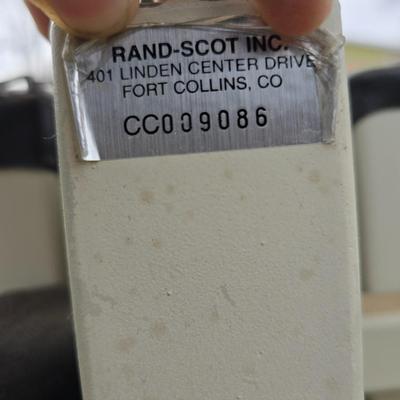 RAND-SCOT INC.
401 LINDEN CENTER DRIVE
FORT COLLINS, CO
CC009086